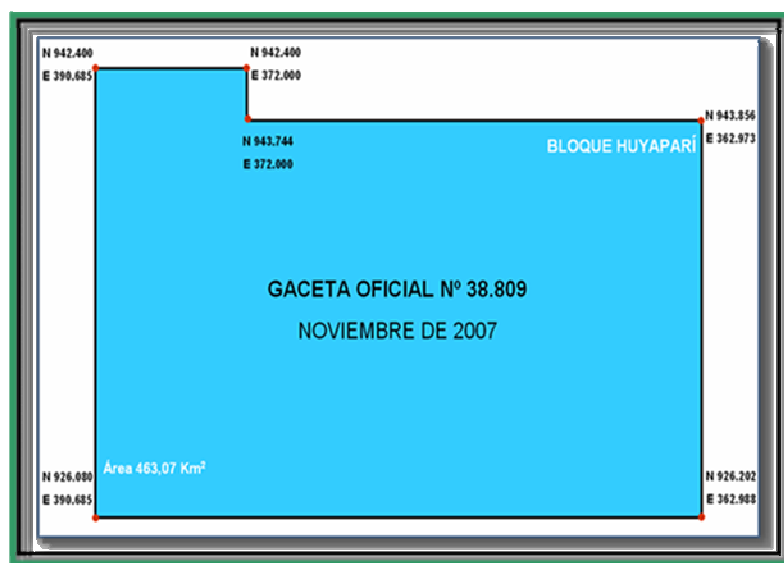 N 942.400
E 390.685
N 942.400
E 372.000
N 943.856
E 362.973
N 943.744
E 372.000
BLOQUE HUYAPARÍ
GACETA OFICIAL Nº 38.809
NOVIEMBRE DE 2007
Área 463,07 Km²
N 926.080
E 390.685
N 926.202
E 362.988